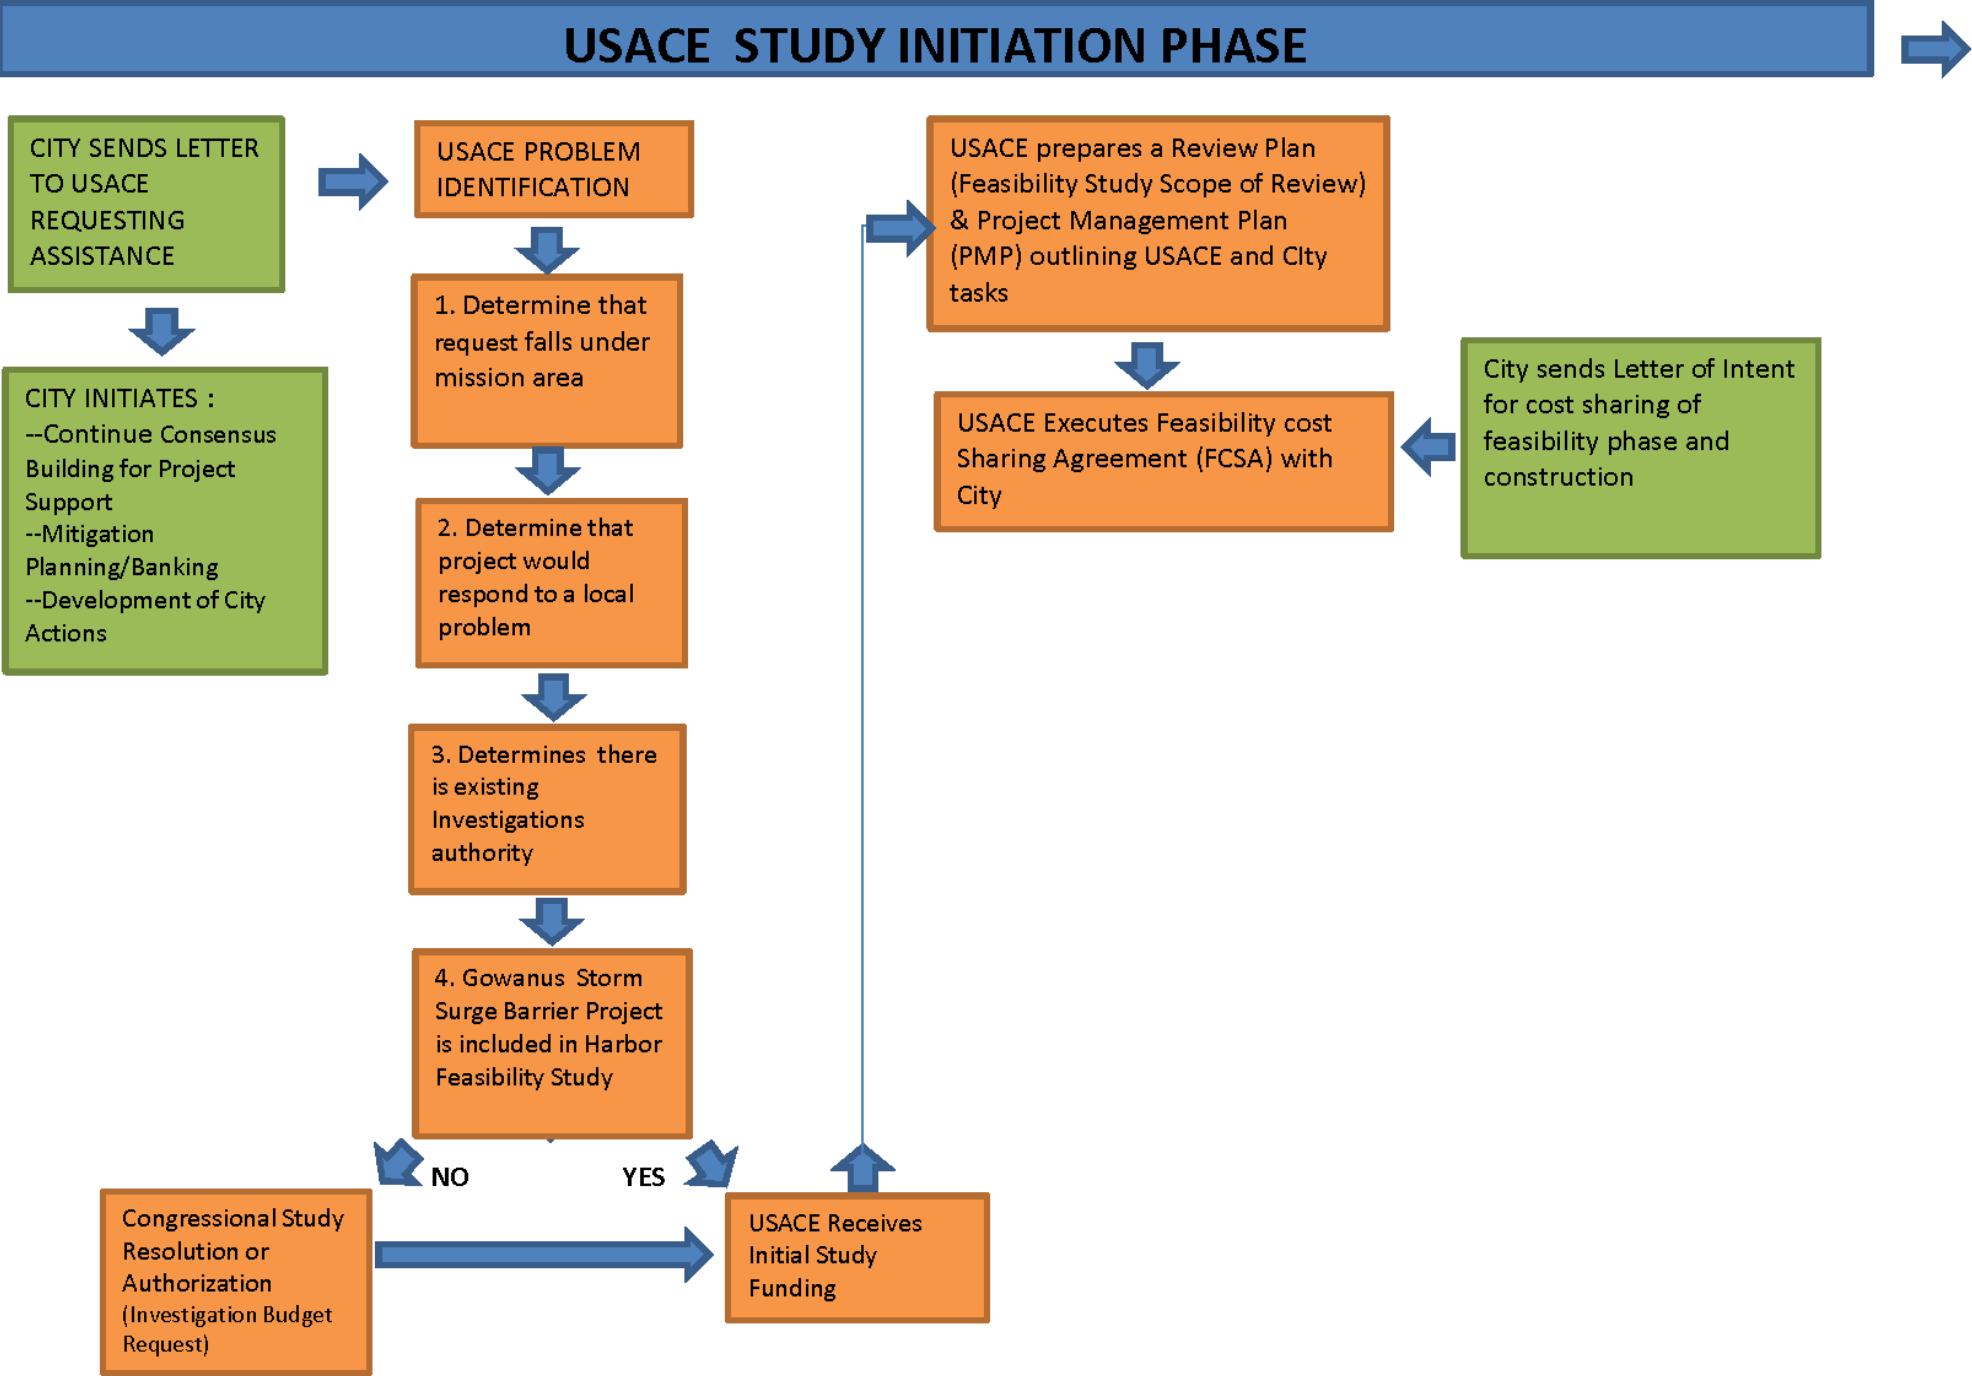 USACE STUDY INITIATION PHASE
CITY SENDS LETTER
TO USACE
REQUESTING
ASSISTANCE
CITY INITIATES :
--Continue Consensus
Building for Project
Support
--Mitigation
Planning/Banking
--Development of City
Actions
USACE PROBLEM
IDENTIFICATION
1. Determine that
request falls under
mission area
2. Determine that
project would
respond to a local
problem
3. Determines there
is existing
Investigations
authority
4. Gowanus Storm
Surge Barrier Project
is included in Harbor
Feasibility Study
NO
YES
Congressional Study
Resolution or
Authorization
(Investigation Budget
Request)
USACE Receives
Initial Study
Funding
USACE prepares a Review Plan
(Feasibility Study Scope of Review)
& Project Management Plan
(PMP) outlining USACE and CIty
tasks
USACE Executes Feasibility cost
Sharing Agreement (FCSA) with
City
City sends Letter of Intent
for cost sharing of
feasibility phase and
construction